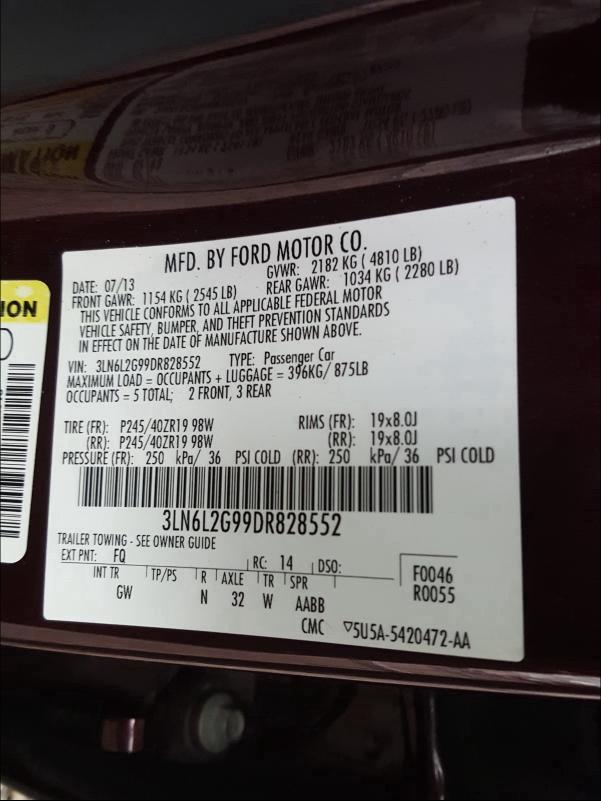 MFD. BY FORD MOTOR CO.
DATE: 07/13 GVWR: 2182 KG ( 4810 LB)
FRONT GAWR: 1154 KG ( 2545 LB) REAR GAWR: 1034 KG ( 2280 LB)
THIS VEHICLE CONFORMS TO ALL APPLICABLE FEDERAL MOTOR
VEHICLE SAFETY, BUMPER, AND THEFT PREVENTION STANDARDS
IN EFFECT ON THE DATE OF MANUFACTURE SHOWN ABOVE.
VIN: 3LN6L2G99DR828552 TYPE: Passenger Car
MAXIMUM LOAD = OCCUPANTS + LUGGAGE = 396KG/ 875LB
OCCUPANTS = 5 TOTAL; 2 FRONT, 3 REAR
TIRE (FR): P245/40ZR19 98W RIMS (FR): 19x8.0J
(RR): P245/40ZR19 98W (RR): 19x8.0J
PRESSURE (FR): 250 kPa/ 36 PSI COLD (RR): 250 kPa/ 36 PSI COLD
3LN6L2G99DR828552
TRAILER TOWING - SEE OWNER GUIDE
EXT PNT: FQ RC: 14 DSO:
INT TR TP/PS R AXLE TR SPR F0046
GW N 32 W AABB R0055
CMC ▽5U5A-5420472-AA
ION